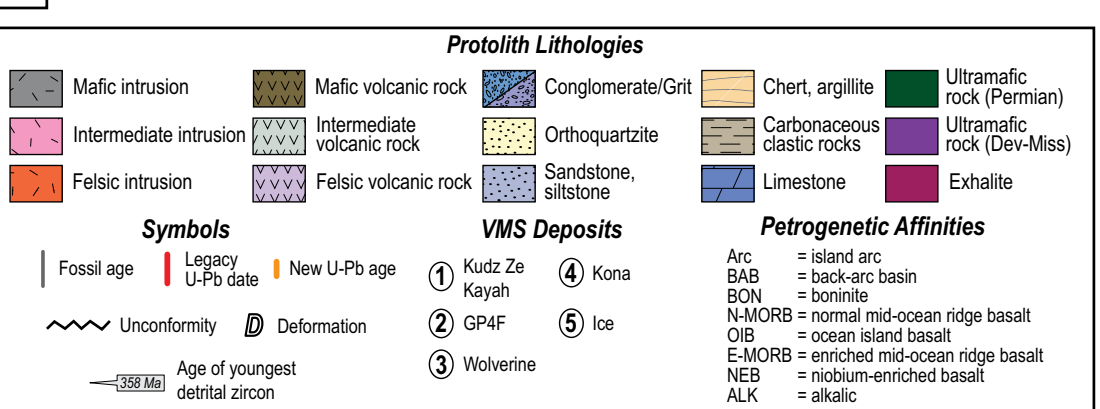 Protolith Lithologies
Mafic intrusion
Mafic volcanic rock
Conglomerate/Grit
Chert, argillite
Ultramafic
rock (Permian)
Intermediate intrusion
Intermediate
volcanic rock
Orthoquartzite
Carbonaceous
clastic rocks
Ultramafic
rock (Dev-Miss)
Felsic intrusion
Felsic volcanic rock
Sandstone,
siltstone
Limestone
Exhalite
Symbols
Fossil age
Legacy
U-Pb date
New U-Pb age
Unconformity
D Deformation
358 Ma
Age of youngest
detrital zircon
VMS Deposits
1 Kudz Ze
Kayah
2 GP4F
3 Wolverine
4 Kona
5 Ice
Petrogenetic Affinities
Arc = island arc
BAB = back-arc basin
BON = boninite
N-MORB = normal mid-ocean ridge basalt
OIB = ocean island basalt
E-MORB = enriched mid-ocean ridge basalt
NEB = niobium-enriched basalt
ALK = alkalic